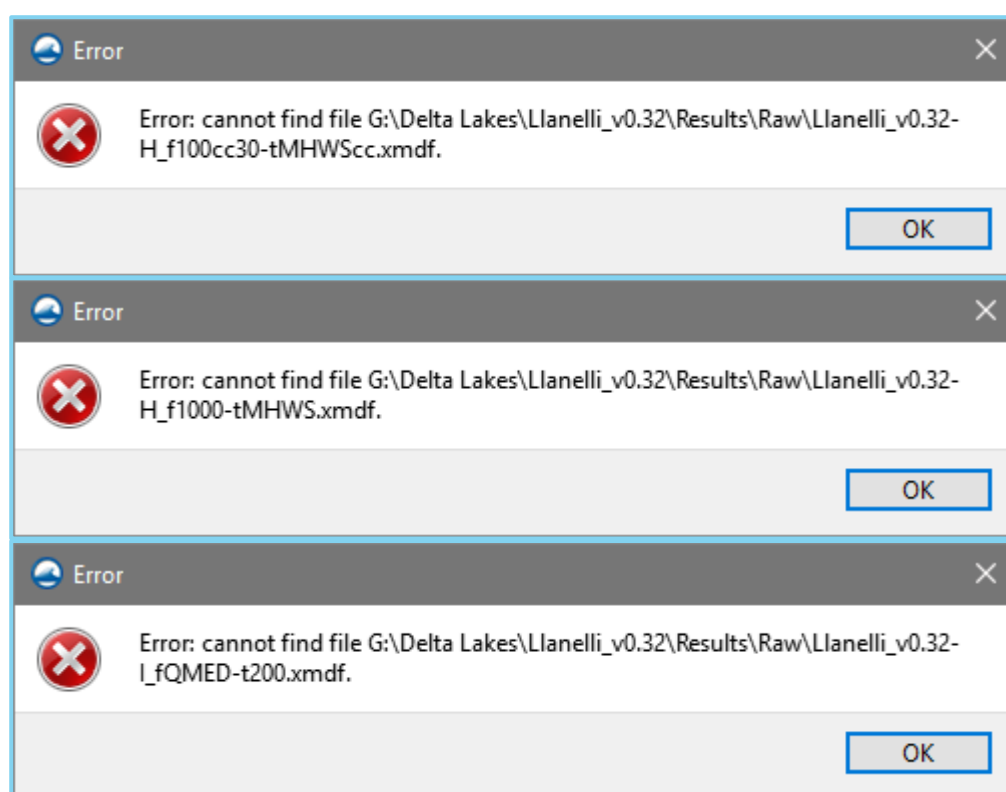 Error
Error: cannot find file G:\Delta Lakes\Llanelli_v0.32\Results\Raw\Llanelli_v0.32-
H_f100cc30-tMHWScc.xmdf.
OK
Error
Error: cannot find file G:\Delta Lakes\Llanelli_v0.32\Results\Raw\Llanelli_v0.32-
H_f1000-tMHWS.xmdf.
OK
Error
Error: cannot find file G:\Delta Lakes\Llanelli_v0.32\Results\Raw\Llanelli_v0.32-
I_fQMED-t200.xmdf.
OK